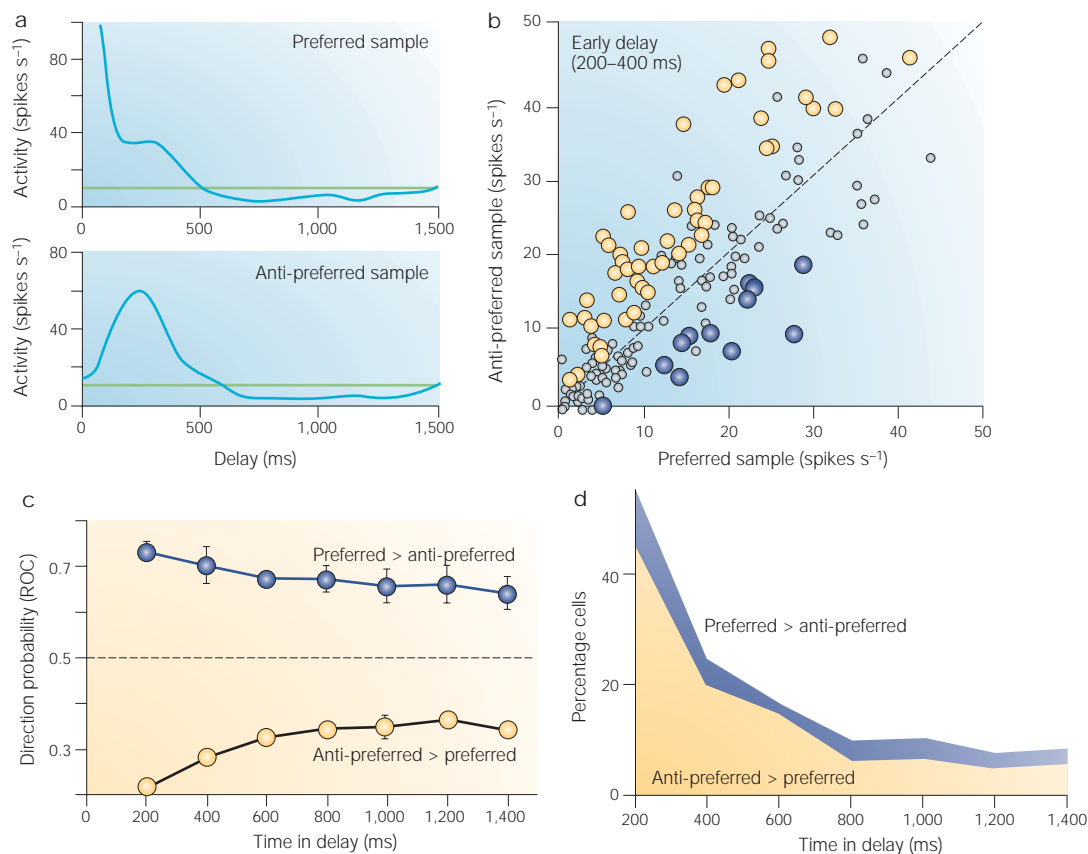 a
Preferred sample
Activity (spikes s⁻¹)
80
40
0
0
500
1,000
1,500
Anti-preferred sample
Activity (spikes s⁻¹)
80
40
0
0
500
1,000
1,500
Delay (ms)
b
Early delay
(200–400 ms)
Anti-preferred sample (spikes s⁻¹)
50
40
30
20
10
0
0
10
20
30
40
50
Preferred sample (spikes s⁻¹)
c
Direction probability (ROC)
0.7
0.5
0.3
Preferred > anti-preferred
Anti-preferred > preferred
0
200
400
600
800
1,000
1,200
1,400
Time in delay (ms)
d
Percentage cells
40
20
0
Preferred > anti-preferred
Anti-preferred > preferred
200
400
600
800
1,000
1,200
1,400
Time in delay (ms)